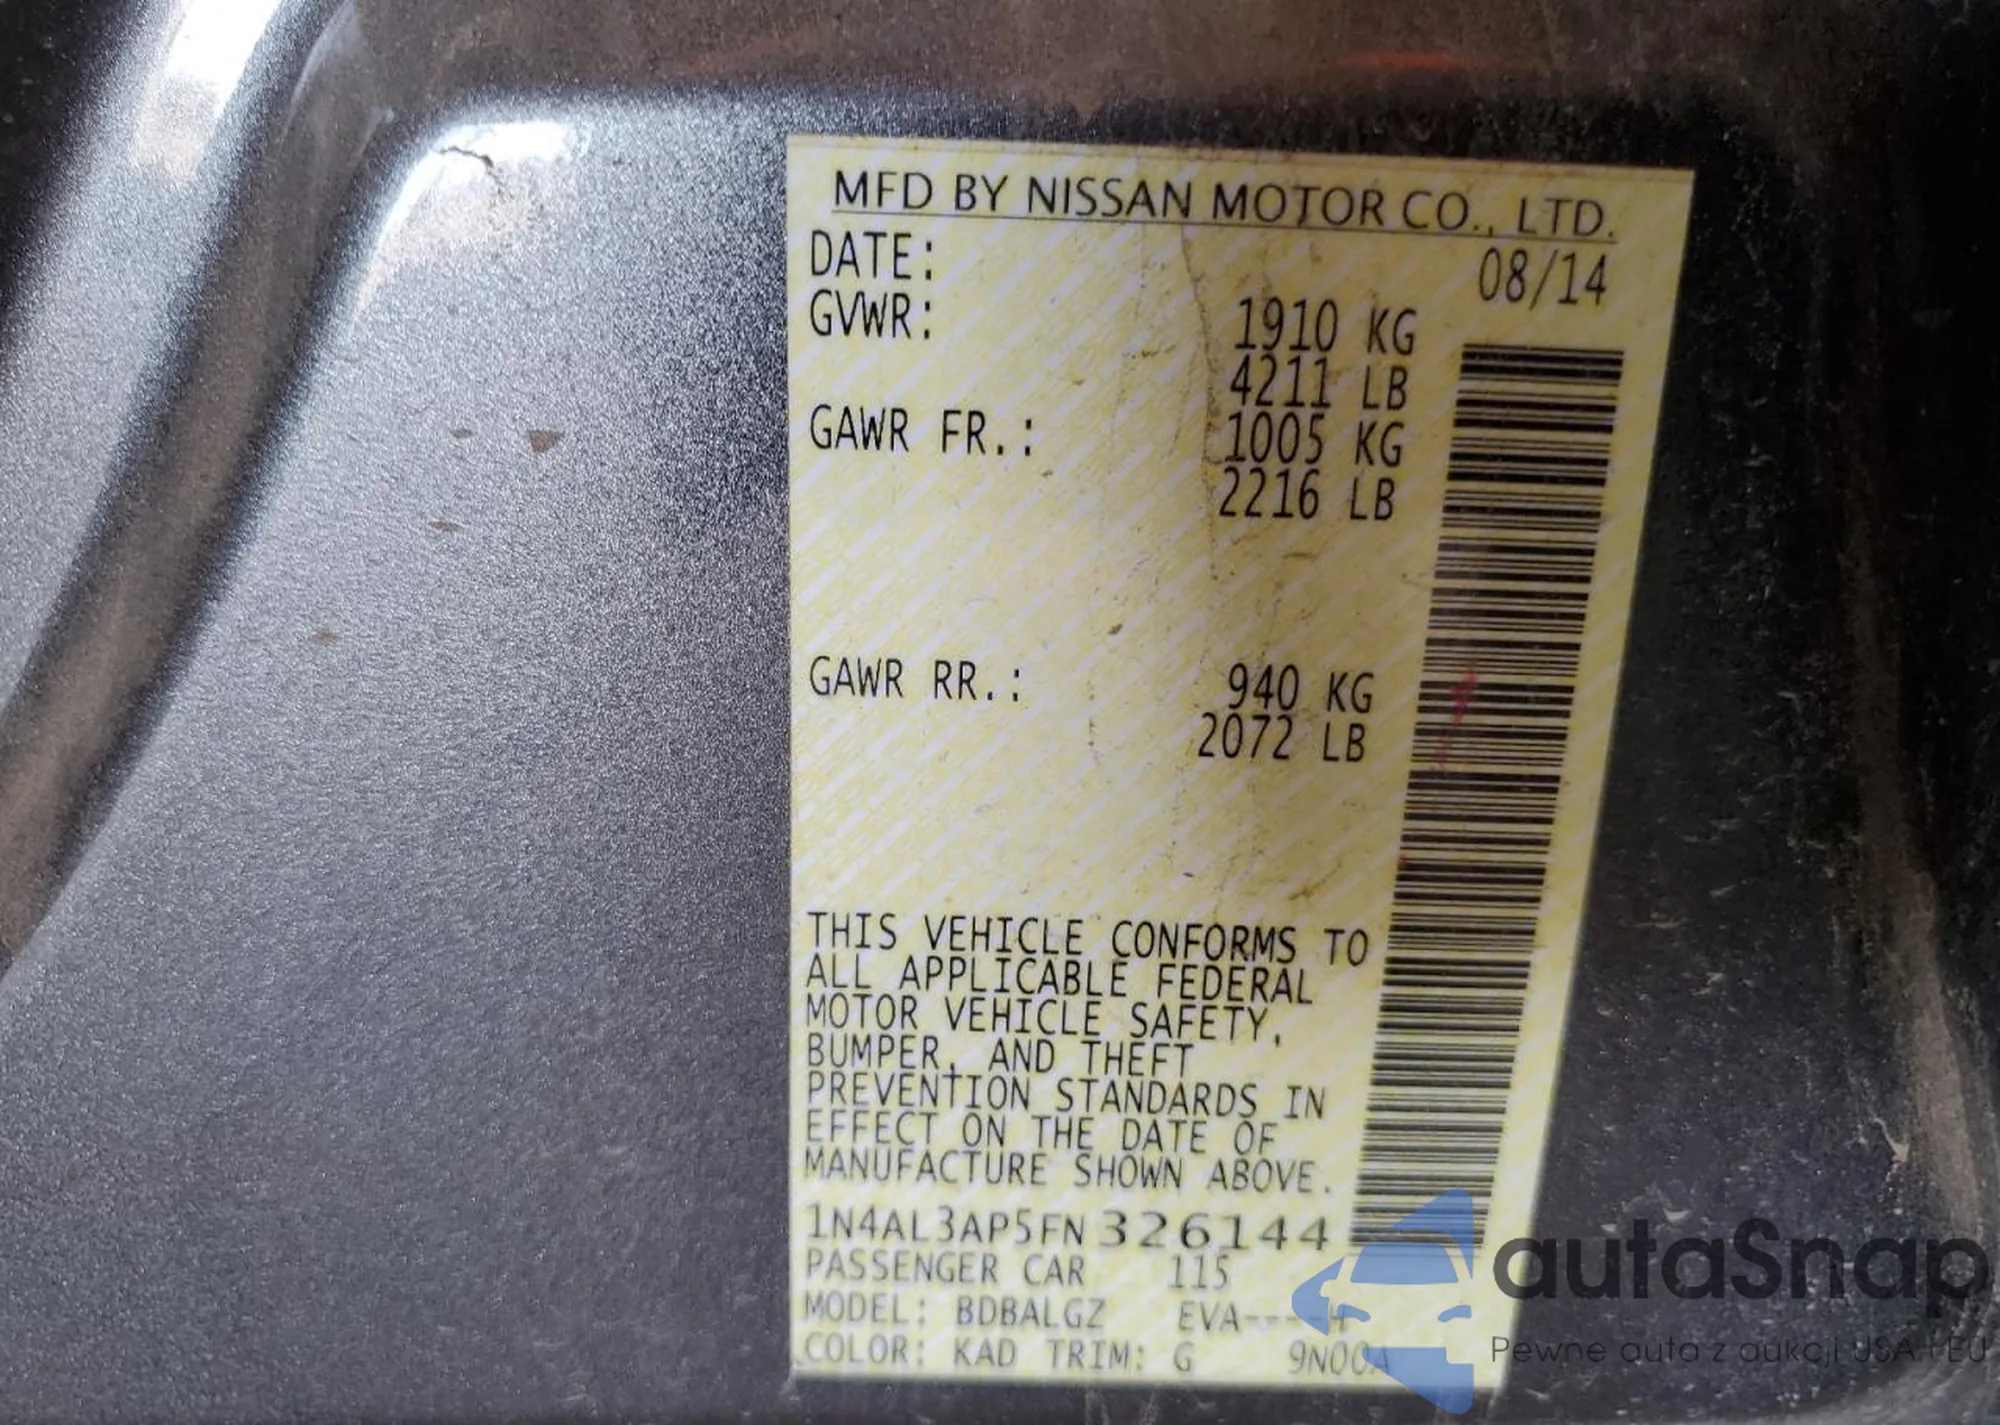 MFD BY NISSAN MOTOR CO., LTD.
DATE: 08/14
GVWR: 1910 KG
4211 LB
GAWR FR.: 1005 KG
2216 LB
GAWR RR.: 940 KG
2072 LB
THIS VEHICLE CONFORMS TO
ALL APPLICABLE FEDERAL
MOTOR VEHICLE SAFETY,
BUMPER, AND THEFT
PREVENTION STANDARDS IN
EFFECT ON THE DATE OF
MANUFACTURE SHOWN ABOVE.
1N4AL3AP5FN326144
PASSENGER CAR 115
MODEL: BDBALGZ EVA----H
COLOR: KAD TRIM: G 9N00A
autaSnap
Pewne auta z aukcji USA i EU